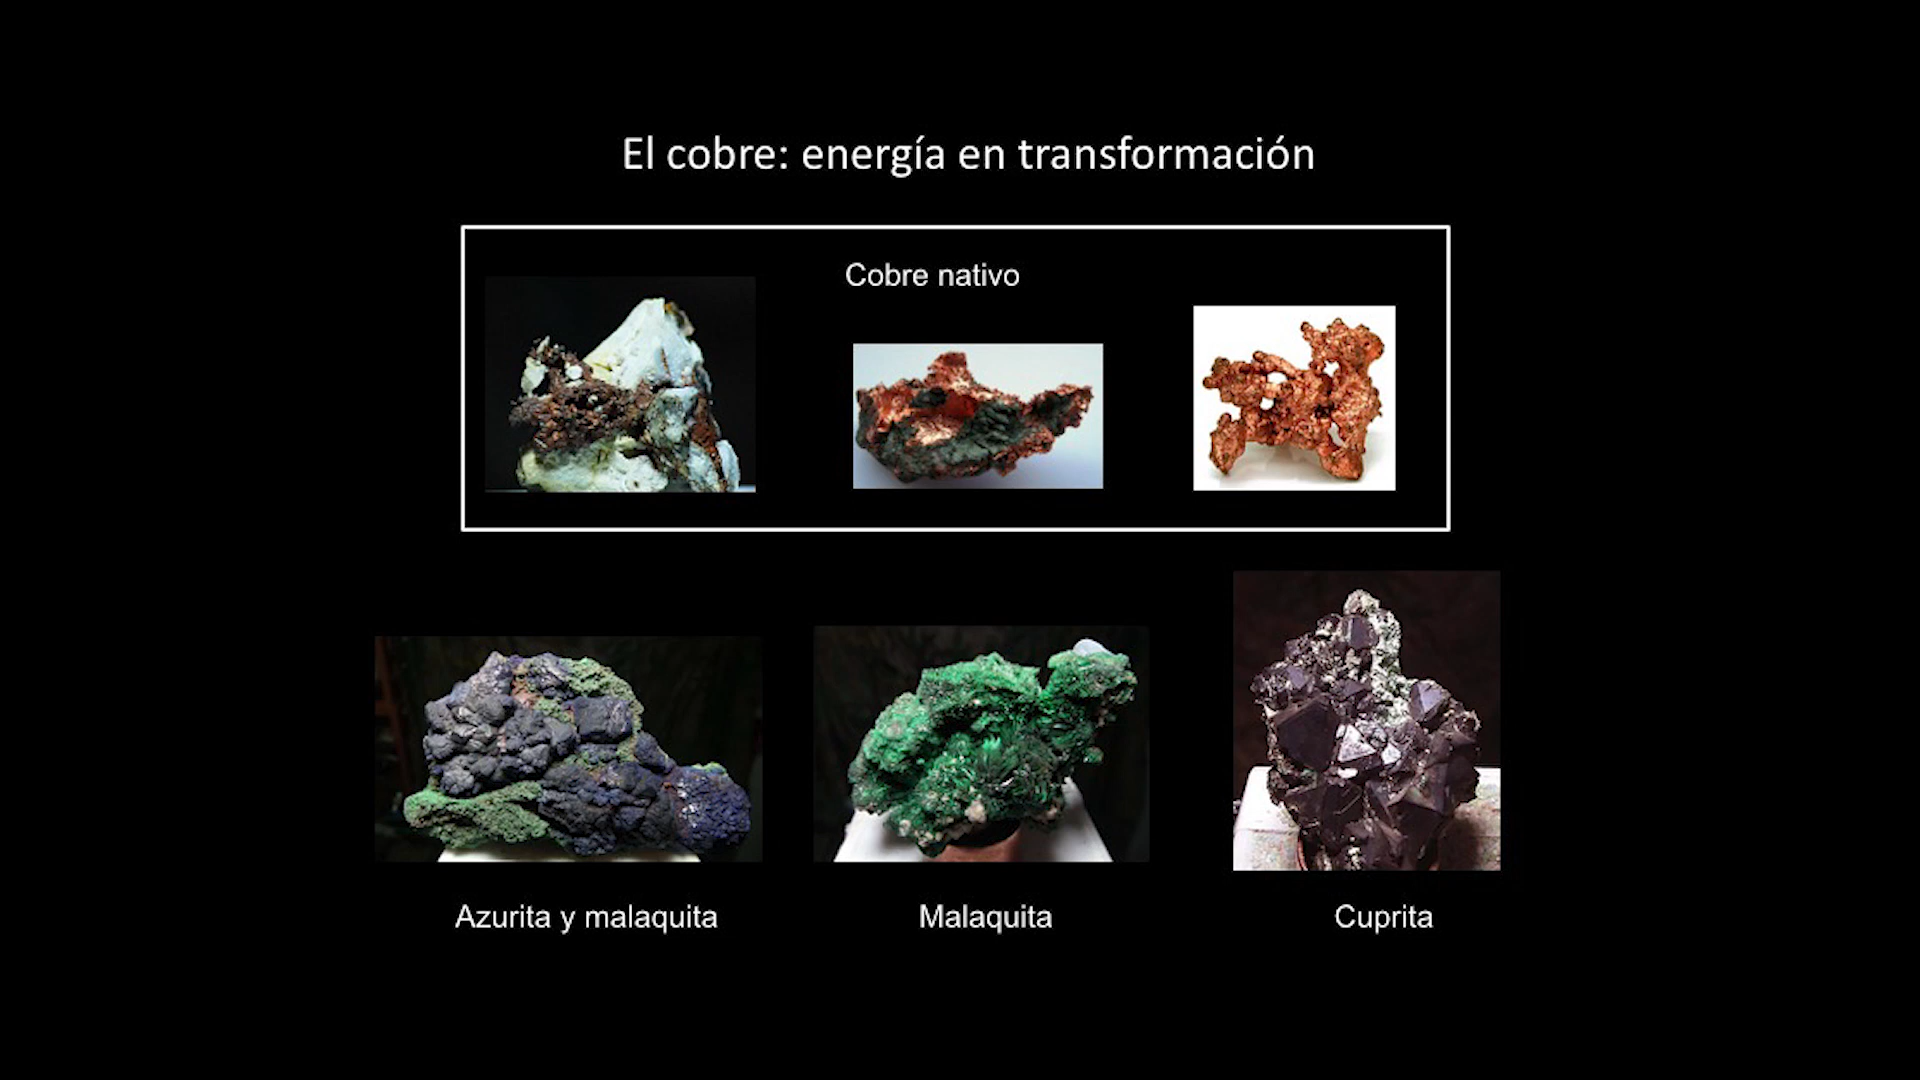 El cobre: energía en transformación
Cobre nativo
Azurita y malaquita
Malaquita
Cuprita